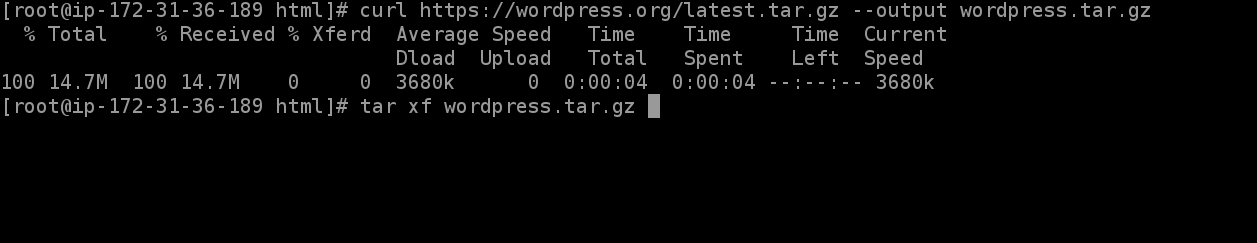 [root@ip-172-31-36-189 html]# curl https://wordpress.org/latest.tar.gz --output wordpress.tar.gz
  % Total    % Received % Xferd  Average Speed   Time    Time     Time  Current
                                 Dload  Upload   Total   Spent    Left  Speed
100 14.7M  100 14.7M    0     0  3680k      0  0:00:04  0:00:04 --:--:-- 3680k
[root@ip-172-31-36-189 html]# tar xf wordpress.tar.gz